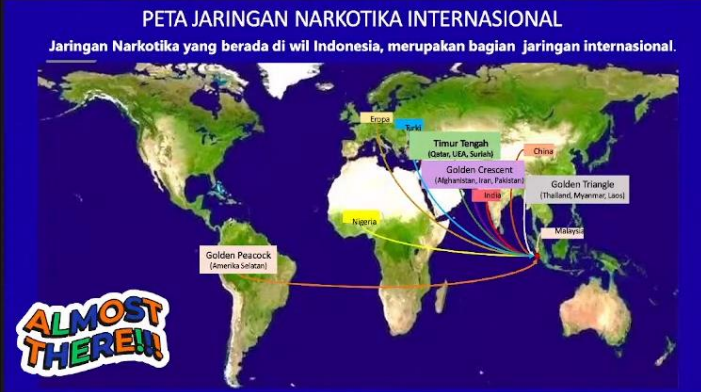 PETA JARINGAN NARKOTIKA INTERNASIONAL
Jaringan Narkotika yang berada di wil Indonesia, merupakan bagian jaringan internasional.
Eropa
Turki
Timur Tengah
(Qatar, UEA, Suriah)
China
Golden Crescent
(Afghanistan, Iran, Pakistan)
India
Golden Triangle
(Thailand, Myanmar, Laos)
Nigeria
Malaysia
Golden Peacock
(Amerika Selatan)
ALMOST
THERE!!!